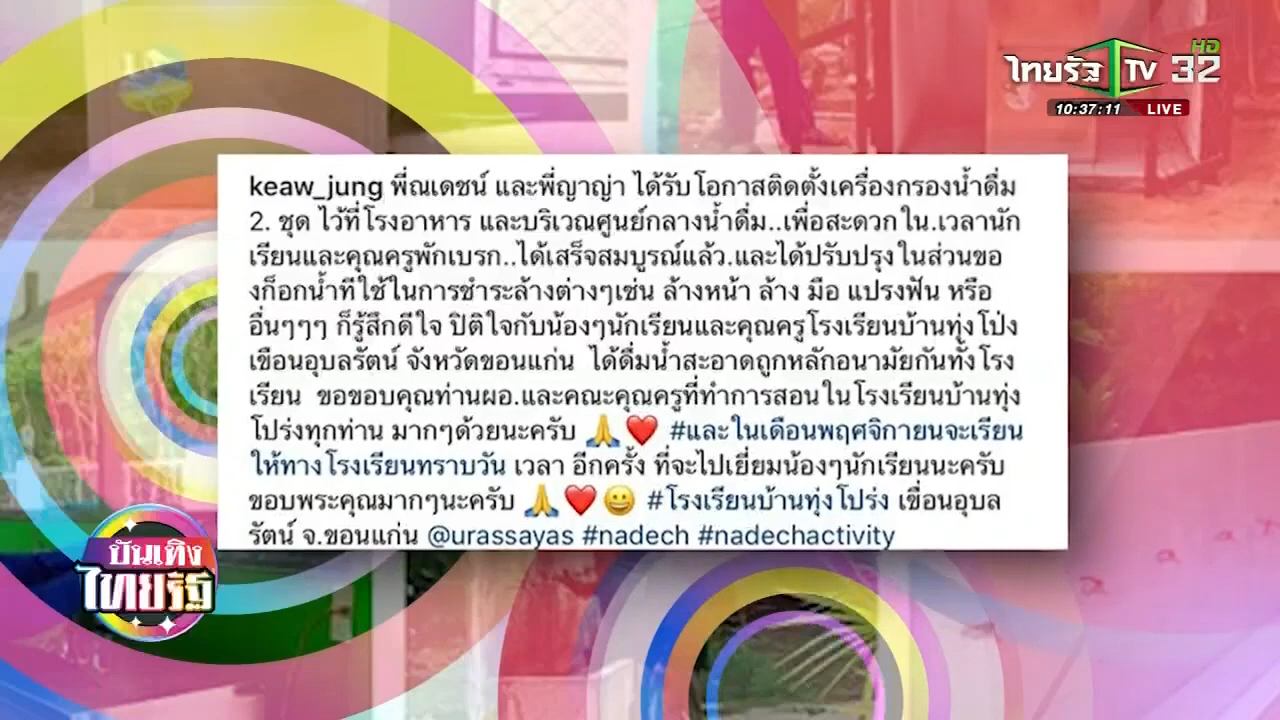 ไทยรัฐ TV 32 HD
10:37:11 LIVE
keaw_jung พี่ณเดชน์ และพี่ญาญ่า ได้รับโอกาสติดตั้งเครื่องกรองน้ำดื่ม
2. ชุด ไว้ที่โรงอาหาร และบริเวณศูนย์กลางน้ำดื่ม..เพื่อสะดวกใน.เวลานัก
เรียนและคุณครูพักเบรก..ได้เสร็จสมบูรณ์แล้ว.และได้ปรับปรุงในส่วนขอ
งก็อกน้ำที่ใช้ในการชำระล้างต่างๆเช่น ล้างหน้า ล้าง มือ แปรงฟัน หรือ
อื่นๆๆๆ ก็รู้สึกดีใจ ปิติใจกับน้องๆนักเรียนและคุณครูโรงเรียนบ้านทุ่งโป่ง
เขือนอุบลรัตน์ จังหวัดขอนแก่น ได้ดื่มน้ำสะอาดถูกหลักอนามัยกันทั้งโรง
เรียน ขอขอบคุณท่านผอ.และคณะคุณครูที่ทำการสอนในโรงเรียนบ้านทุ่ง
โปร่งทุกท่าน มากๆด้วยนะครับ 🙏❤️ #และในเดือนพฤศจิกายนจะเรียน
ให้ทางโรงเรียนทราบวัน เวลา อีกครั้ง ที่จะไปเยี่ยมน้องๆนักเรียนนะครับ
ขอบพระคุณมากๆนะครับ 🙏❤️😀 #โรงเรียนบ้านทุ่งโปร่ง เขื่อนอุบล
รัตน์ จ.ขอนแก่น @urassayas #nadech #nadechactivity
บันเทิง
ไทยรัฐ